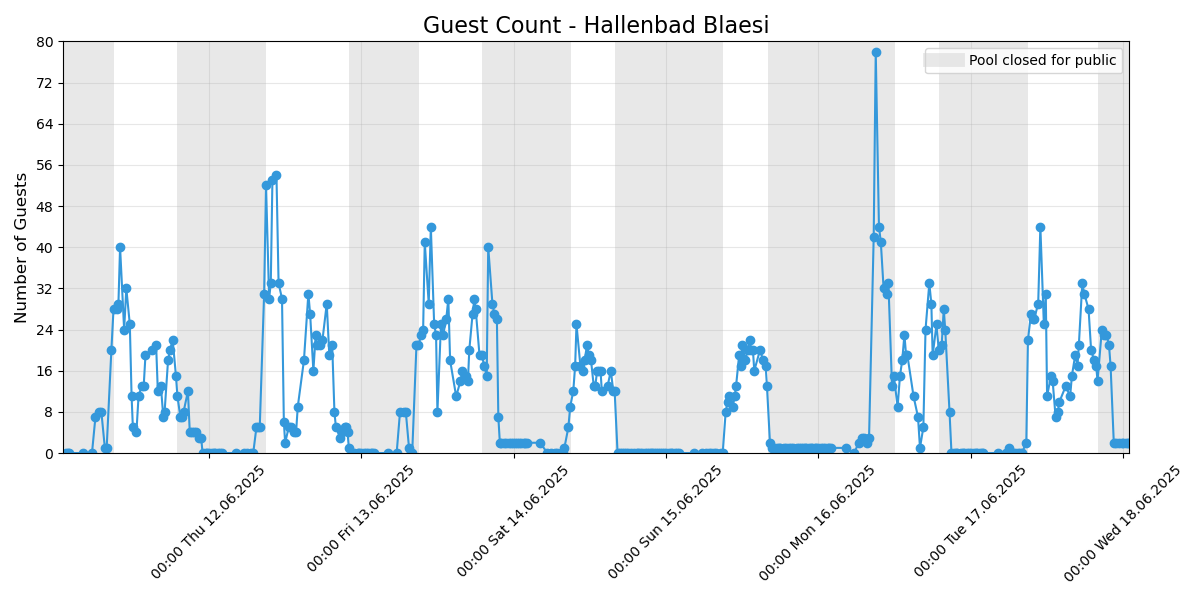 Guest Count - Hallenbad Blaesi
Pool closed for public
Number of Guests
80
72
64
56
48
40
32
24
16
8
0
00:00 Thu 12.06.2025
00:00 Fri 13.06.2025
00:00 Sat 14.06.2025
00:00 Sun 15.06.2025
00:00 Mon 16.06.2025
00:00 Tue 17.06.2025
00:00 Wed 18.06.2025